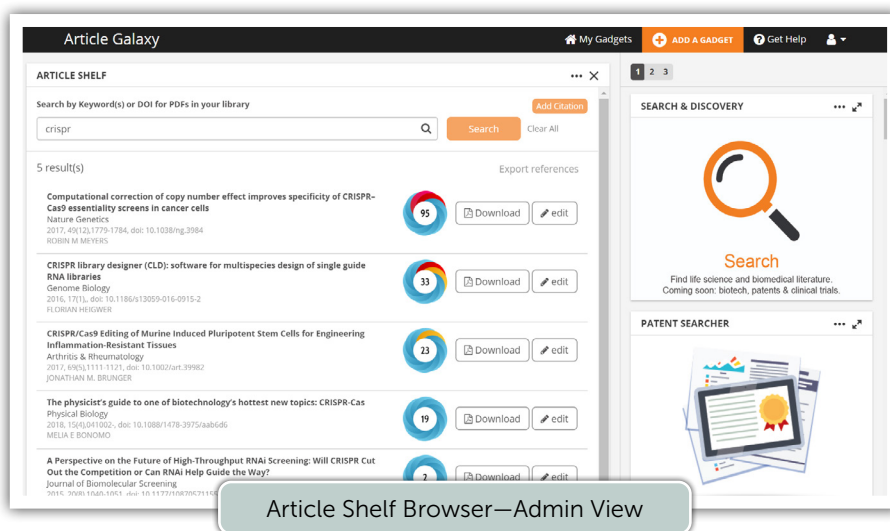 Article Galaxy
My Gadgets
ADD A GADGET
Get Help
ARTICLE SHELF
Search by Keyword(s) or DOI for PDFs in your library
Add Citation
crispr
Search
Clear All
5 result(s)
Export references
Computational correction of copy number effect improves specificity of CRISPR–
Cas9 essentiality screens in cancer cells
Nature Genetics
2017, 49(12),1779-1784, doi: 10.1038/ng.3984
ROBIN M MEYERS
95
Download
edit
CRISPR library designer (CLD): software for multispecies design of single guide
RNA libraries
Genome Biology
2016, 17(1),, doi: 10.1186/s13059-016-0915-2
FLORIAN HEIGWER
33
Download
edit
CRISPR/Cas9 Editing of Murine Induced Pluripotent Stem Cells for Engineering
Inflammation-Resistant Tissues
Arthritis & Rheumatology
2017, 69(5),1111-1121, doi: 10.1002/art.39982
JONATHAN M. BRUNGER
23
Download
edit
The physicist's guide to one of biotechnology's hottest new topics: CRISPR-Cas
Physical Biology
2018, 15(4),041002-, doi: 10.1088/1478-3975/aab6d6
MELIA E BONOMO
19
Download
edit
A Perspective on the Future of High-Throughput RNAi Screening: Will CRISPR Cut
Out the Competition or Can RNAi Help Guide the Way?
Journal of Biomolecular Screening
2015, 20(8),1040-1051, doi:
2
Download
edit
1 2 3
SEARCH & DISCOVERY
Search
Find life science and biomedical literature.
Coming soon: biotech, patents & clinical trials.
PATENT SEARCHER
Article Shelf Browser—Admin View